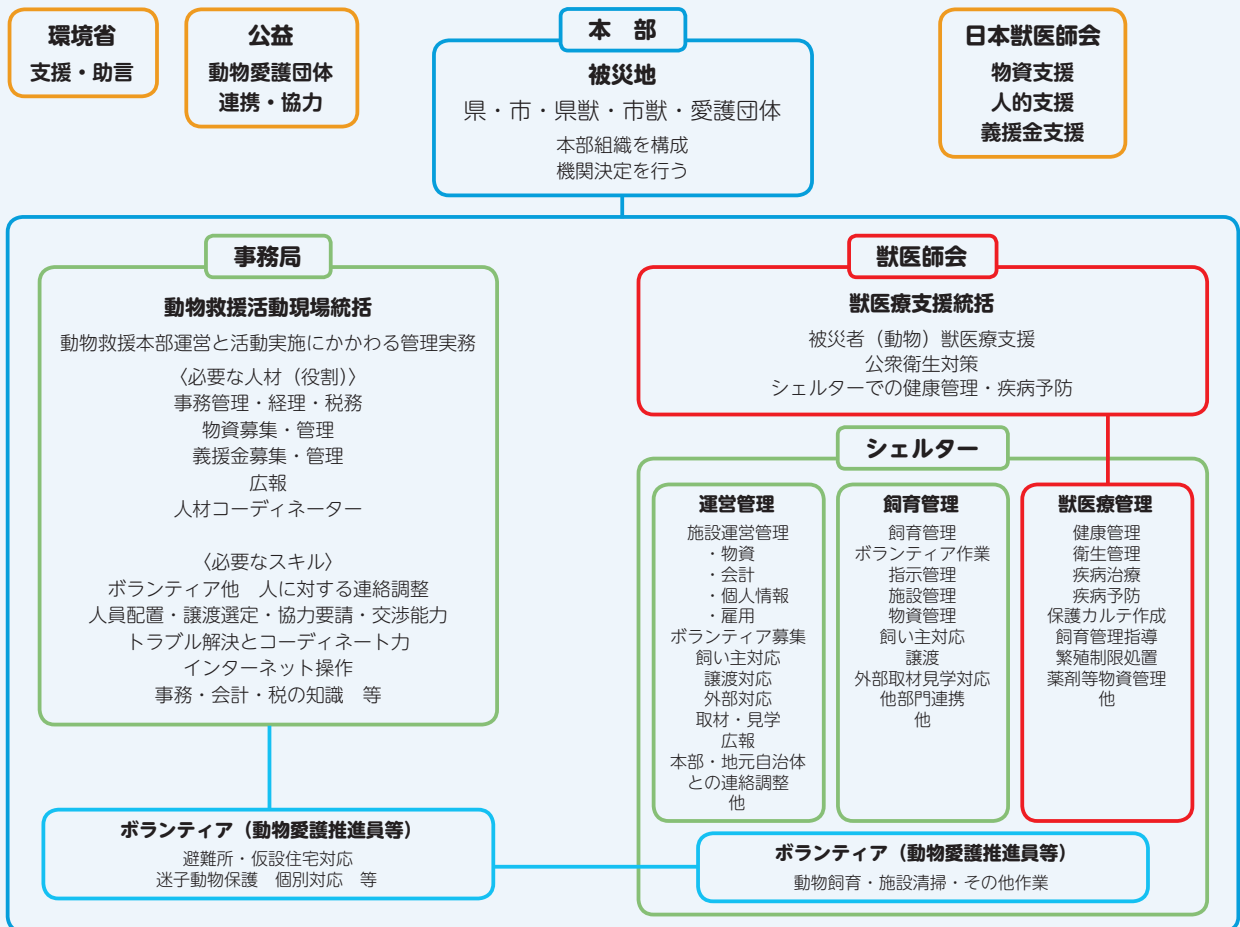 環境省
支援・助言
公益
動物愛護団体
連携・協力
本　部
被災地
県・市・県獣・市獣・愛護団体
本部組織を構成
機関決定を行う
日本獣医師会
物資支援
人的支援
義援金支援
事務局
動物救援活動現場統括
動物救援本部運営と活動実施にかかわる管理実務
〈必要な人材（役割）〉
事務管理・経理・税務
物資募集・管理
義援金募集・管理
広報
人材コーディネーター
〈必要なスキル〉
ボランティア他　人に対する連絡調整
人員配置・譲渡選定・協力要請・交渉能力
トラブル解決とコーディネート力
インターネット操作
事務・会計・税の知識　等
獣医師会
獣医療支援統括
被災者（動物）獣医療支援
公衆衛生対策
シェルターでの健康管理・疾病予防
シェルター
運営管理
施設運営管理
・物資
・会計
・個人情報
・雇用
ボランティア募集
飼い主対応
譲渡対応
外部対応
取材・見学
広報
本部・地元自治体
との連絡調整
他
飼育管理
飼育管理
ボランティア作業
指示管理
施設管理
物資管理
飼い主対応
譲渡
外部取材見学対応
他部門連携
他
獣医療管理
健康管理
衛生管理
疾病治療
疾病予防
保護カルテ作成
飼育管理指導
繁殖制限処置
薬剤等物資管理
他
ボランティア（動物愛護推進員等）
避難所・仮設住宅対応
迷子動物保護　個別対応　等
ボランティア（動物愛護推進員等）
動物飼育・施設清掃・その他作業